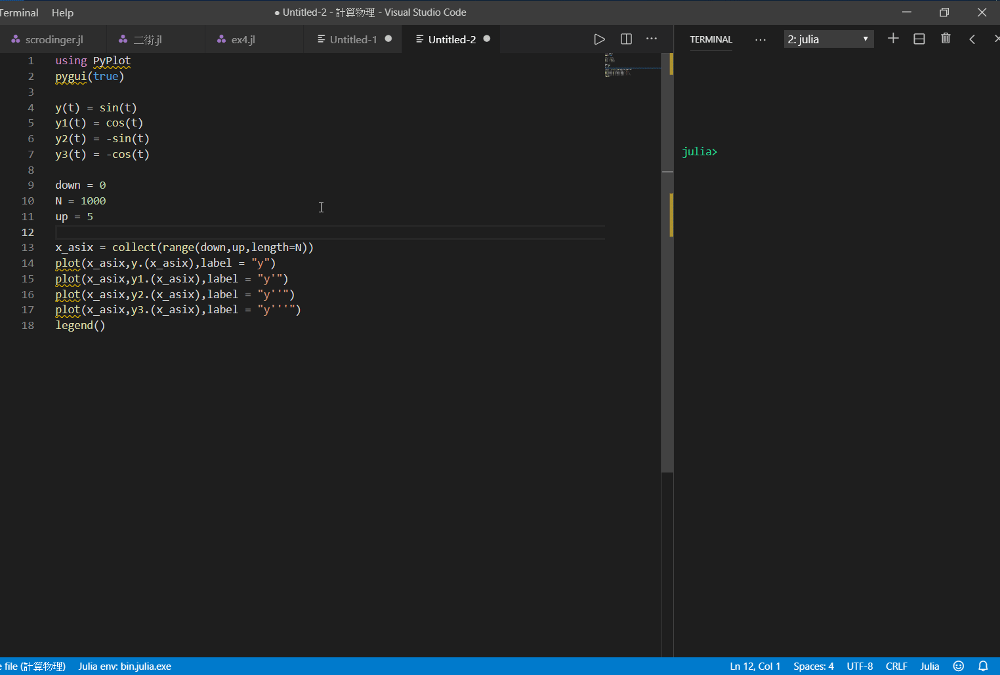 Terminal Help ● Untitled-2 - 計算物理 - Visual Studio Code
scrodinger.jl 二街.jl ex4.jl Untitled-1 Untitled-2 TERMINAL ··· 2: julia
1 using PyPlot
2 pygui(true)
3
4 y(t) = sin(t)
5 y1(t) = cos(t)
6 y2(t) = -sin(t)
7 y3(t) = -cos(t)
8
9 down = 0
10 N = 1000
11 up = 5
12
13 x_asix = collect(range(down,up,length=N))
14 plot(x_asix,y.(x_asix),label = "y")
15 plot(x_asix,y1.(x_asix),label = "y'")
16 plot(x_asix,y2.(x_asix),label = "y''")
17 plot(x_asix,y3.(x_asix),label = "y'''")
18 legend()
julia>
e file (計算物理) Julia env: bin.julia.exe Ln 12, Col 1 Spaces: 4 UTF-8 CRLF Julia